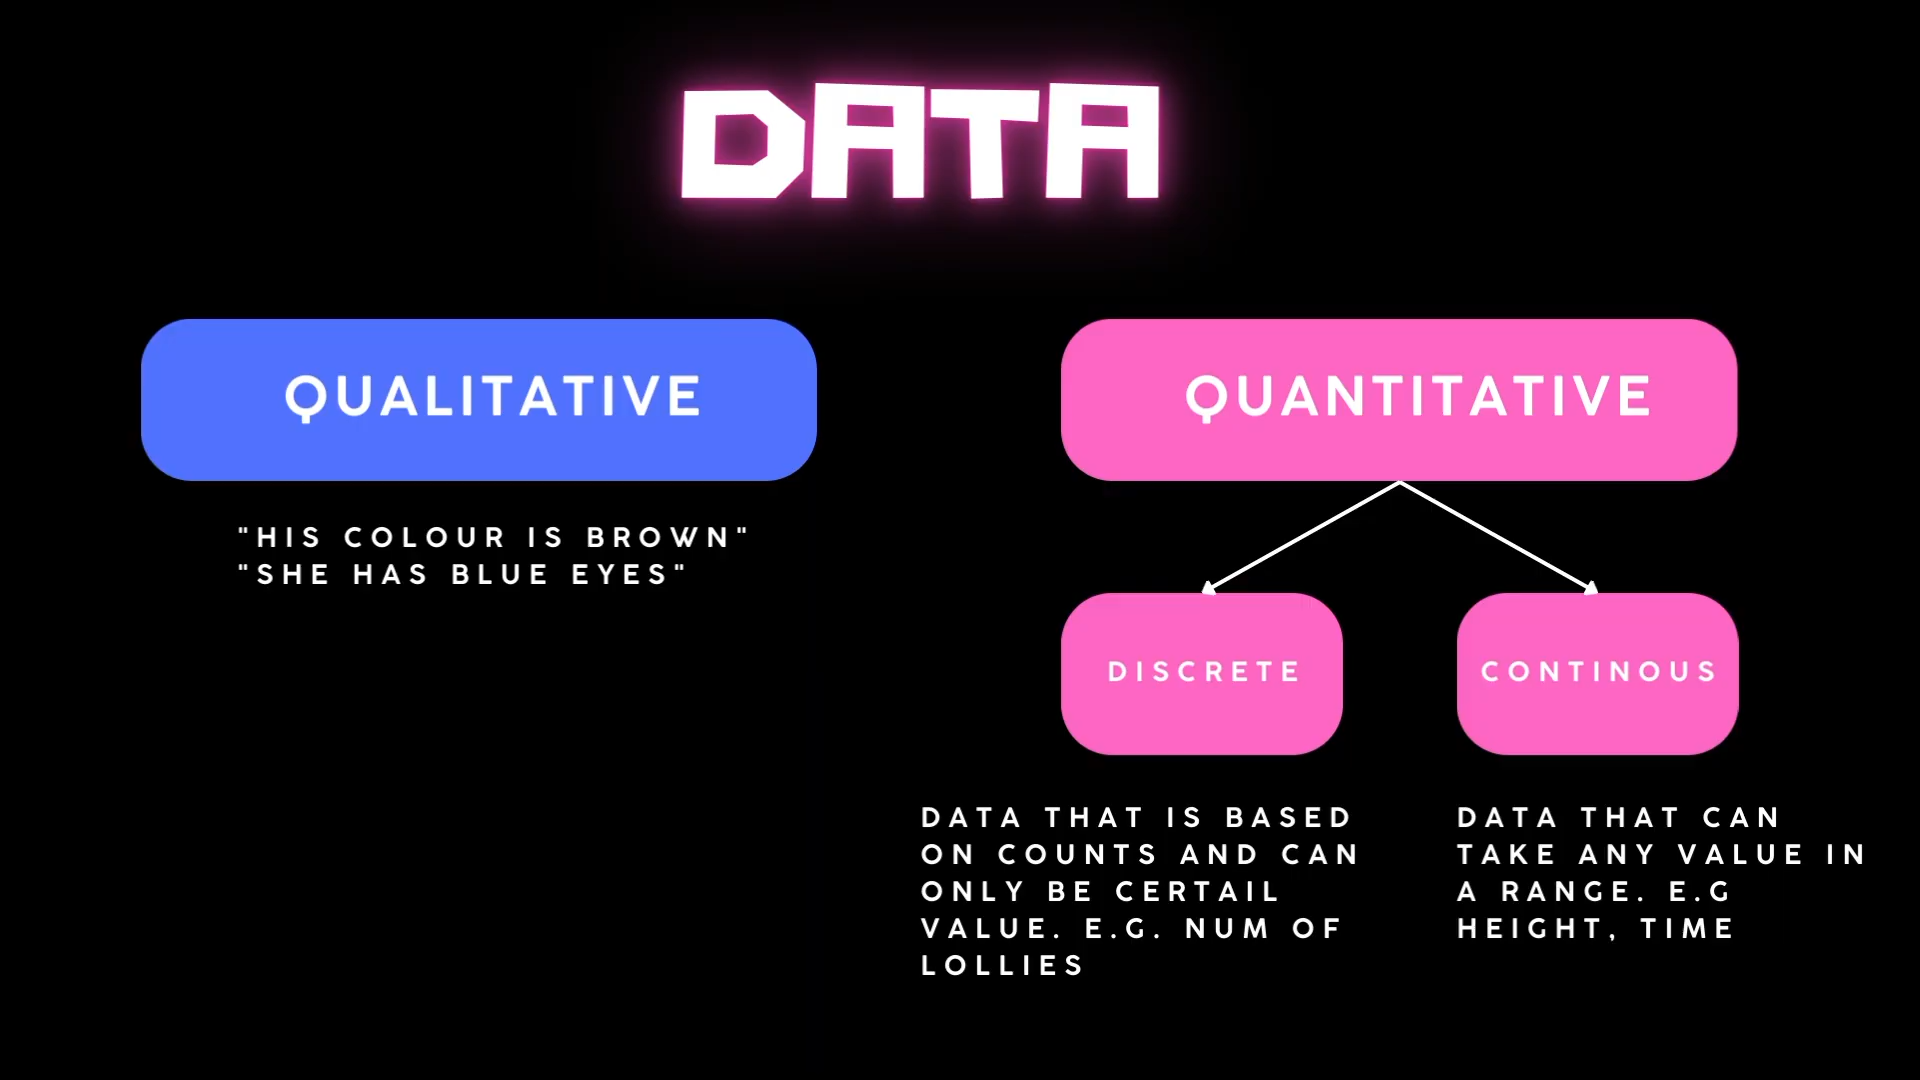 DATA
QUALITATIVE
"HIS COLOUR IS BROWN"
"SHE HAS BLUE EYES"
QUANTITATIVE
DISCRETE
DATA THAT IS BASED
ON COUNTS AND CAN
ONLY BE CERTAIL
VALUE. E.G. NUM OF
LOLLIES
CONTINOUS
DATA THAT CAN
TAKE ANY VALUE IN
A RANGE. E.G
HEIGHT, TIME